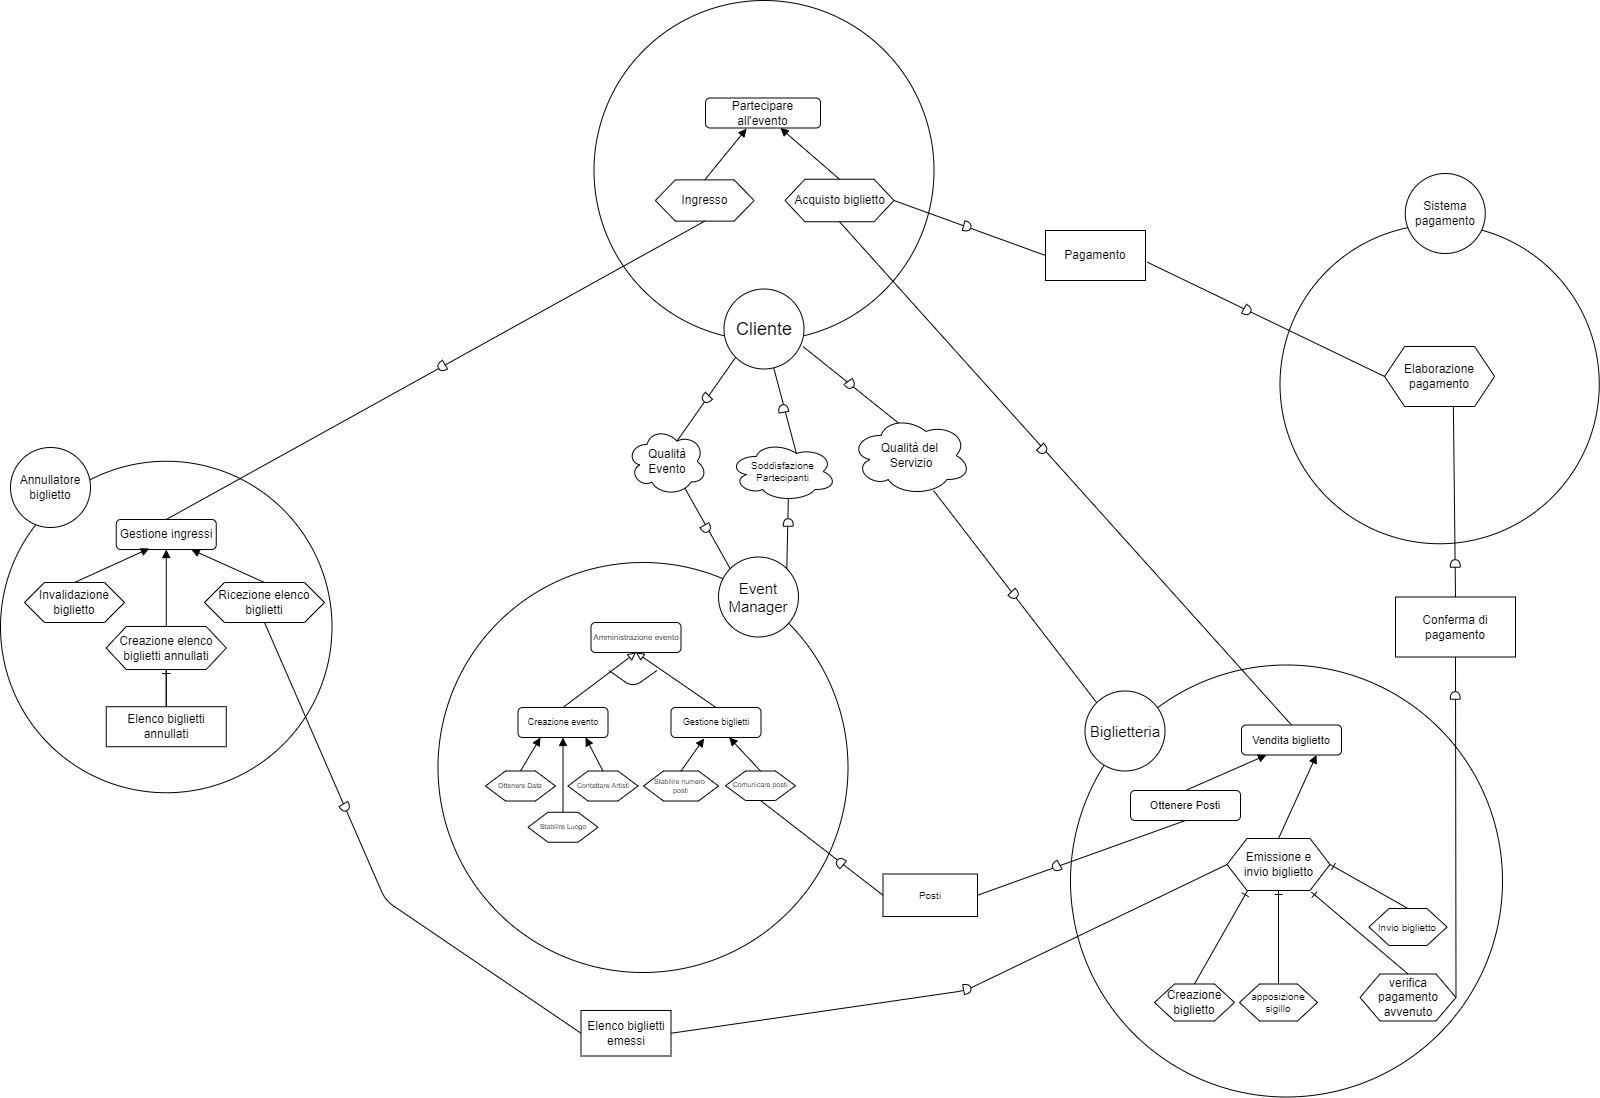 Partecipare
all'evento
Ingresso
Acquisto biglietto
Sistema
pagamento
Pagamento
Cliente
Elaborazione
pagamento
Qualità
Evento
Soddisfazione
Partecipanti
Qualità del
Servizio
Annullatore
biglietto
Gestione ingressi
Invalidazione
biglietto
Ricezione elenco
biglietti
Creazione elenco
biglietti annullati
Elenco biglietti
annullati
Event
Manager
Amministrazione evento
Creazione evento
Gestione biglietti
Ottenere Data
Contattare Artisti
Stabilire numero
posti
Comunicare posti
Stabilire Luogo
Conferma di
pagamento
Biglietteria
Vendita biglietto
Ottenere Posti
Emissione e
invio biglietto
Posti
Invio biglietto
Creazione
biglietto
apposizione
sigillo
verifica
pagamento
avvenuto
Elenco biglietti
emessi